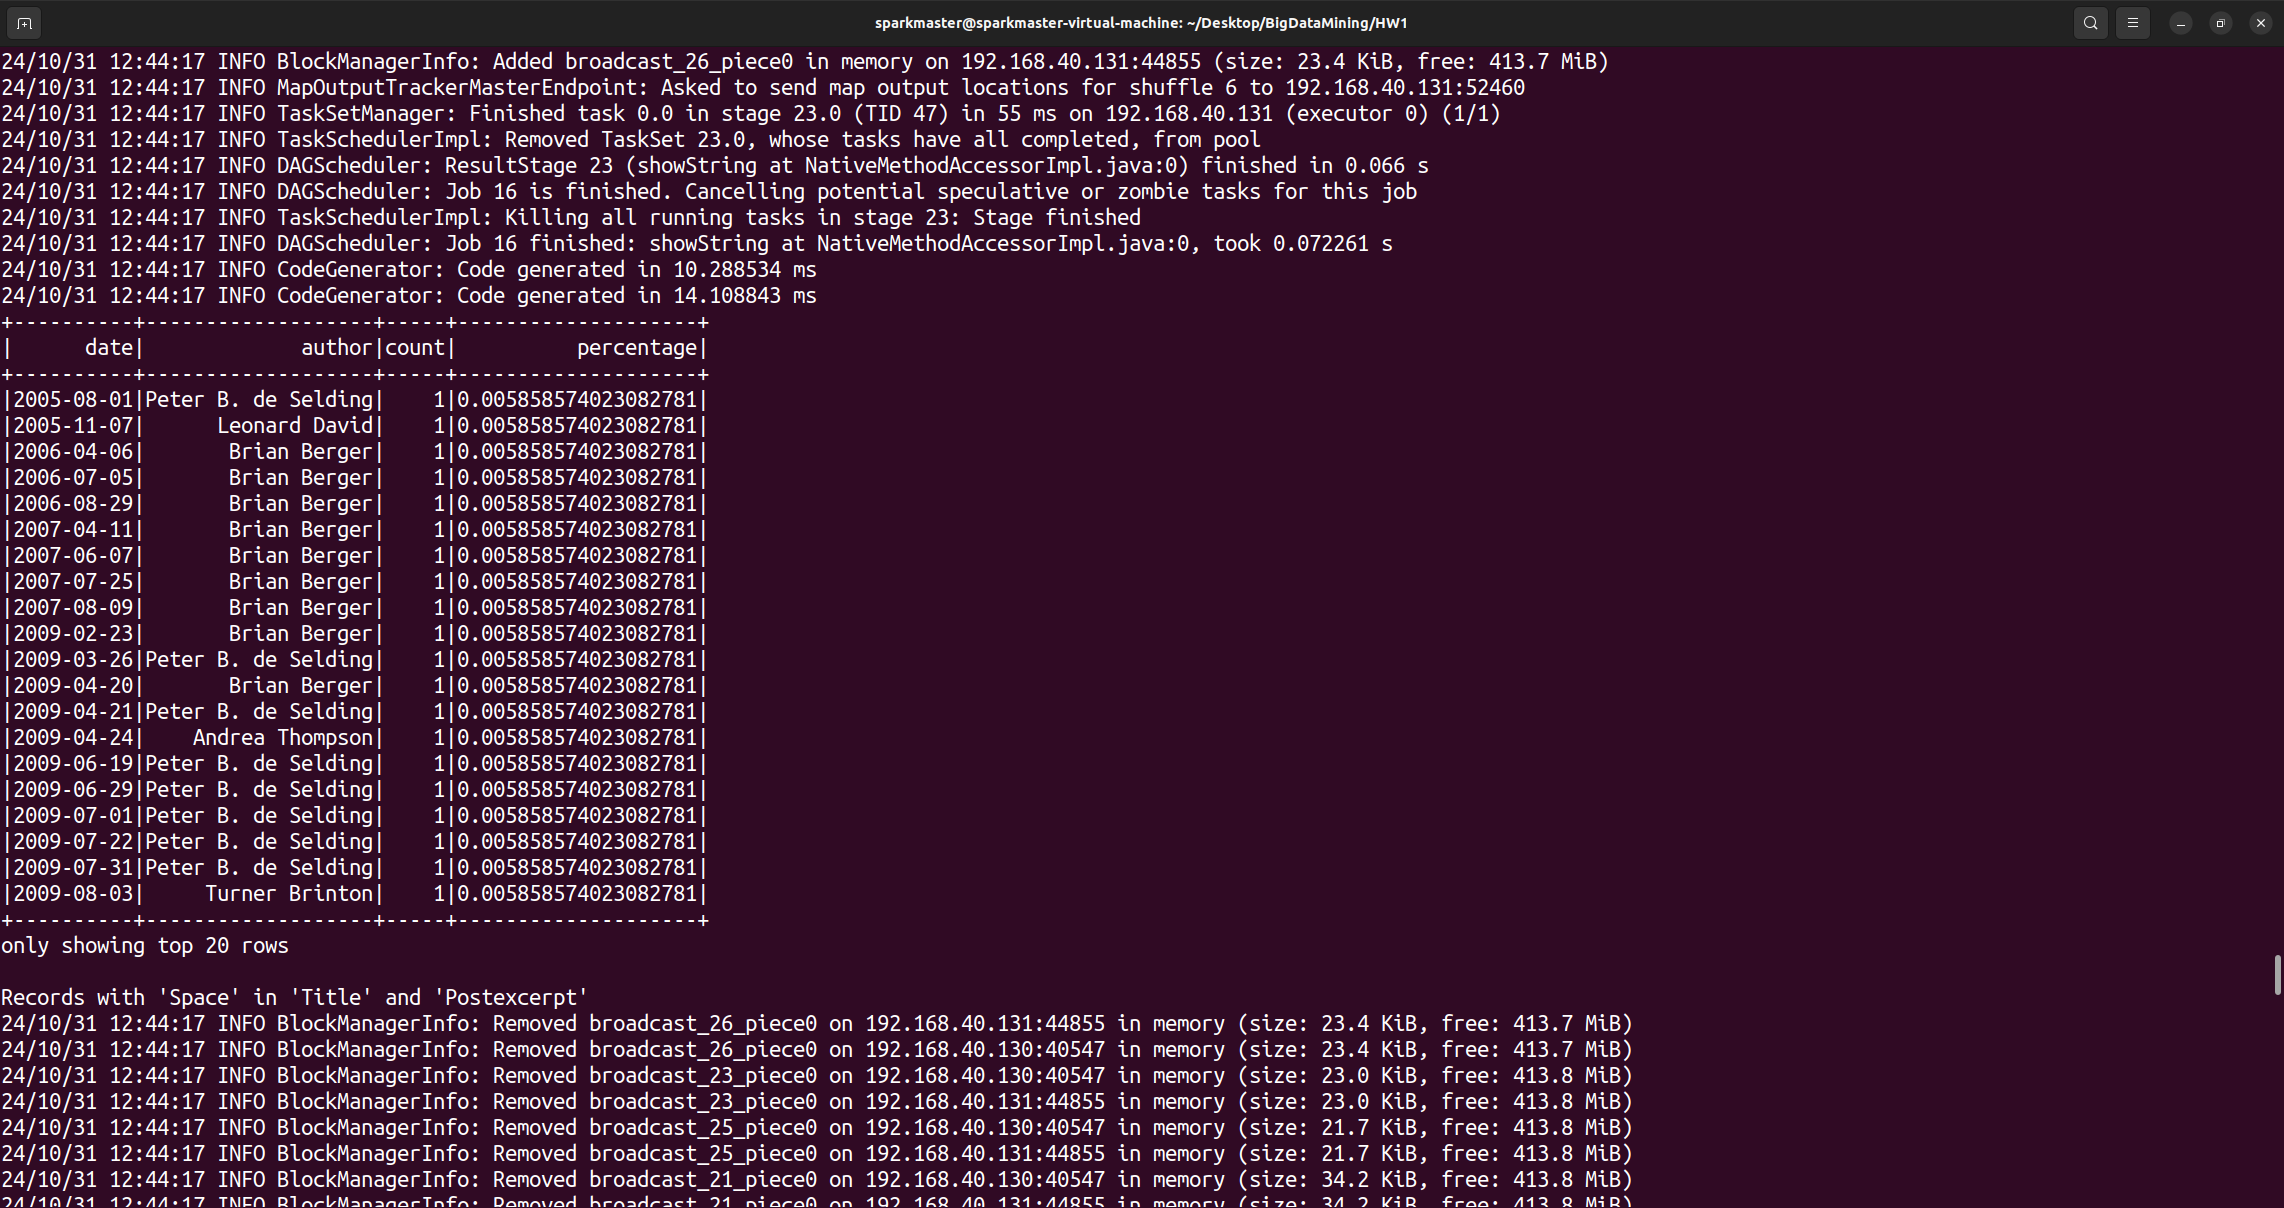 sparkmaster@sparkmaster-virtual-machine: ~/Desktop/BigDataMining/HW1
24/10/31 12:44:17 INFO BlockManagerInfo: Added broadcast_26_piece0 in memory on 192.168.40.131:44855 (size: 23.4 KiB, free: 413.7 MiB)
24/10/31 12:44:17 INFO MapOutputTrackerMasterEndpoint: Asked to send map output locations for shuffle 6 to 192.168.40.131:52460
24/10/31 12:44:17 INFO TaskSetManager: Finished task 0.0 in stage 23.0 (TID 47) in 55 ms on 192.168.40.131 (executor 0) (1/1)
24/10/31 12:44:17 INFO TaskSchedulerImpl: Removed TaskSet 23.0, whose tasks have all completed, from pool
24/10/31 12:44:17 INFO DAGScheduler: ResultStage 23 (showString at NativeMethodAccessorImpl.java:0) finished in 0.066 s
24/10/31 12:44:17 INFO DAGScheduler: Job 16 is finished. Cancelling potential speculative or zombie tasks for this job
24/10/31 12:44:17 INFO TaskSchedulerImpl: Killing all running tasks in stage 23: Stage finished
24/10/31 12:44:17 INFO DAGScheduler: Job 16 finished: showString at NativeMethodAccessorImpl.java:0, took 0.072261 s
24/10/31 12:44:17 INFO CodeGenerator: Code generated in 10.288534 ms
24/10/31 12:44:17 INFO CodeGenerator: Code generated in 14.108843 ms
+----------+-------------------+-----+--------------------+
|      date|             author|count|          percentage|
+----------+-------------------+-----+--------------------+
|2005-08-01|Peter B. de Selding|    1|0.005858574023082781|
|2005-11-07|      Leonard David|    1|0.005858574023082781|
|2006-04-06|       Brian Berger|    1|0.005858574023082781|
|2006-07-05|       Brian Berger|    1|0.005858574023082781|
|2006-08-29|       Brian Berger|    1|0.005858574023082781|
|2007-04-11|       Brian Berger|    1|0.005858574023082781|
|2007-06-07|       Brian Berger|    1|0.005858574023082781|
|2007-07-25|       Brian Berger|    1|0.005858574023082781|
|2007-08-09|       Brian Berger|    1|0.005858574023082781|
|2009-02-23|       Brian Berger|    1|0.005858574023082781|
|2009-03-26|Peter B. de Selding|    1|0.005858574023082781|
|2009-04-20|       Brian Berger|    1|0.005858574023082781|
|2009-04-21|Peter B. de Selding|    1|0.005858574023082781|
|2009-04-24|    Andrea Thompson|    1|0.005858574023082781|
|2009-06-19|Peter B. de Selding|    1|0.005858574023082781|
|2009-06-29|Peter B. de Selding|    1|0.005858574023082781|
|2009-07-01|Peter B. de Selding|    1|0.005858574023082781|
|2009-07-22|Peter B. de Selding|    1|0.005858574023082781|
|2009-07-31|Peter B. de Selding|    1|0.005858574023082781|
|2009-08-03|     Turner Brinton|    1|0.005858574023082781|
+----------+-------------------+-----+--------------------+
only showing top 20 rows
Records with 'Space' in 'Title' and 'Postexcerpt'
24/10/31 12:44:17 INFO BlockManagerInfo: Removed broadcast_26_piece0 on 192.168.40.131:44855 in memory (size: 23.4 KiB, free: 413.7 MiB)
24/10/31 12:44:17 INFO BlockManagerInfo: Removed broadcast_26_piece0 on 192.168.40.130:40547 in memory (size: 23.4 KiB, free: 413.7 MiB)
24/10/31 12:44:17 INFO BlockManagerInfo: Removed broadcast_23_piece0 on 192.168.40.130:40547 in memory (size: 23.0 KiB, free: 413.8 MiB)
24/10/31 12:44:17 INFO BlockManagerInfo: Removed broadcast_23_piece0 on 192.168.40.131:44855 in memory (size: 23.0 KiB, free: 413.8 MiB)
24/10/31 12:44:17 INFO BlockManagerInfo: Removed broadcast_25_piece0 on 192.168.40.130:40547 in memory (size: 21.7 KiB, free: 413.8 MiB)
24/10/31 12:44:17 INFO BlockManagerInfo: Removed broadcast_25_piece0 on 192.168.40.131:44855 in memory (size: 21.7 KiB, free: 413.8 MiB)
24/10/31 12:44:17 INFO BlockManagerInfo: Removed broadcast_21_piece0 on 192.168.40.130:40547 in memory (size: 34.2 KiB, free: 413.8 MiB)
24/10/31 12:44:17 INFO BlockManagerInfo: Removed broadcast_21_piece0 on 192.168.40.131:44855 in memory (size: 34.2 KiB, free: 413.8 MiB)